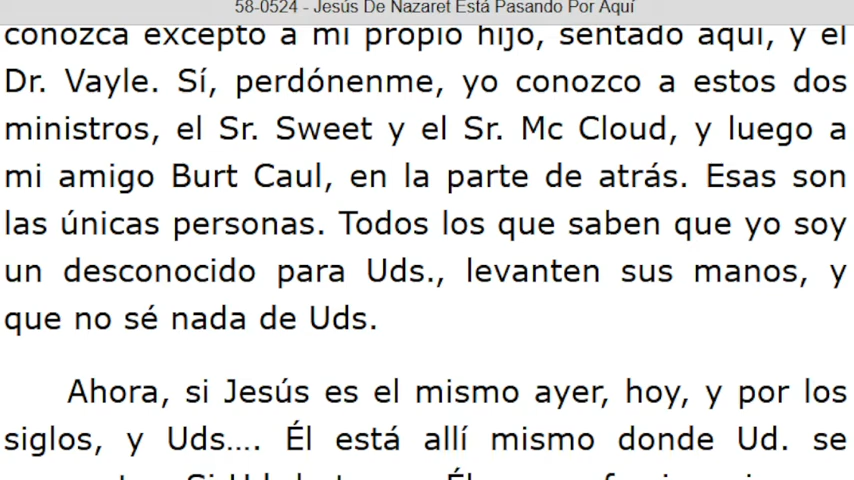 58-0524 - Jesús De Nazaret Está Pasando Por Aquí
conozca excepto a mi propio hijo, sentado aquí, y el
Dr. Vayle. Sí, perdónenme, yo conozco a estos dos
ministros, el Sr. Sweet y el Sr. Mc Cloud, y luego a
mi amigo Burt Caul, en la parte de atrás. Esas son
las únicas personas. Todos los que saben que yo soy
un desconocido para Uds., levanten sus manos, y
que no sé nada de Uds.
Ahora, si Jesús es el mismo ayer, hoy, y por los
siglos, y Uds.... Él está allí mismo donde Ud. se